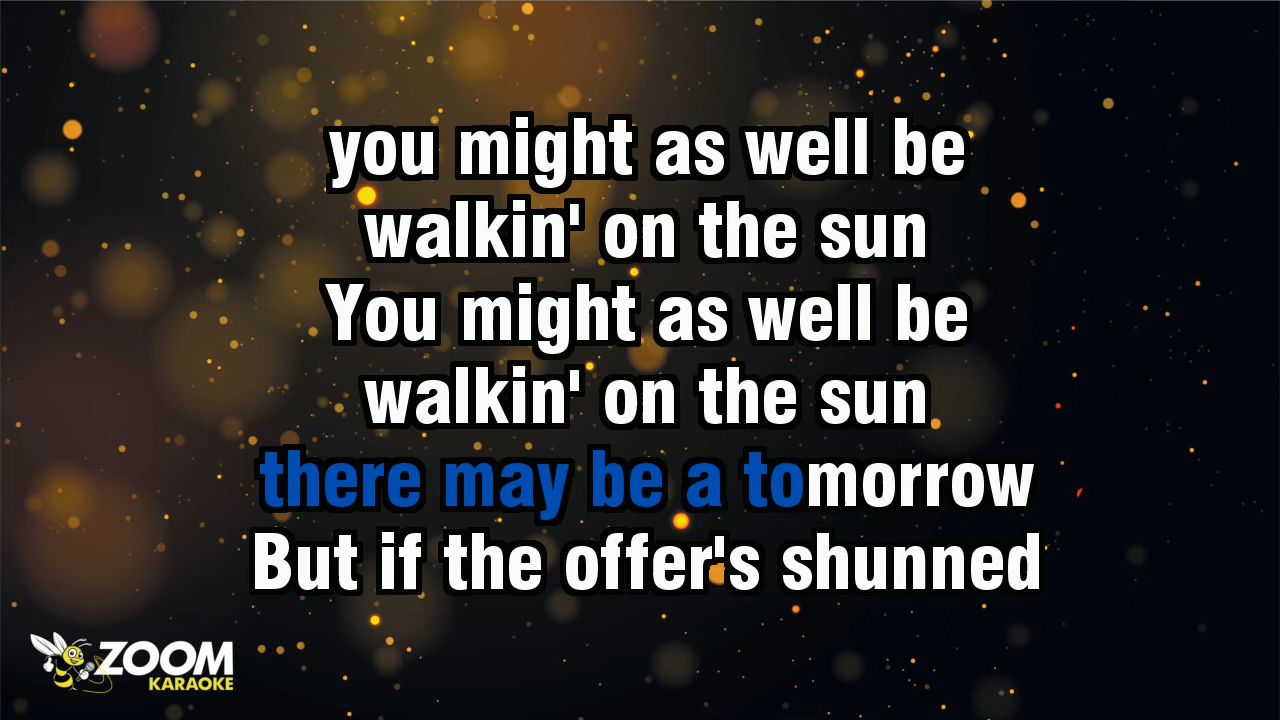 you might as well be
walkin' on the sun
You might as well be
walkin' on the sun
there may be a tomorrow
But if the offer's shunned
ZOOM
KARAOKE